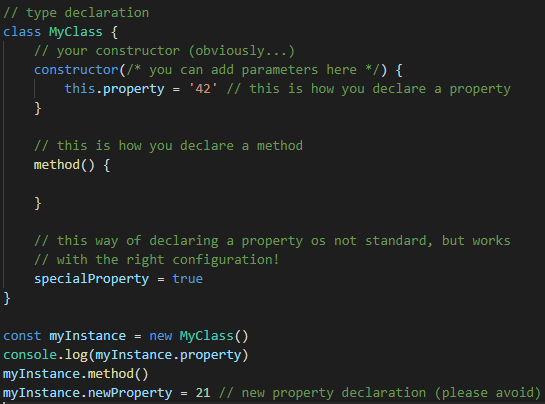 // type declaration
class MyClass {
// your constructor (obviously...)
constructor(/* you can add parameters here */) {
this.property = '42' // this is how you declare a property
}
// this is how you declare a method
method() {
}
// this way of declaring a property os not standard, but works
// with the right configuration!
specialProperty = true
}
const myInstance = new MyClass()
console.log(myInstance.property)
myInstance.method()
myInstance.newProperty = 21 // new property declaration (please avoid)